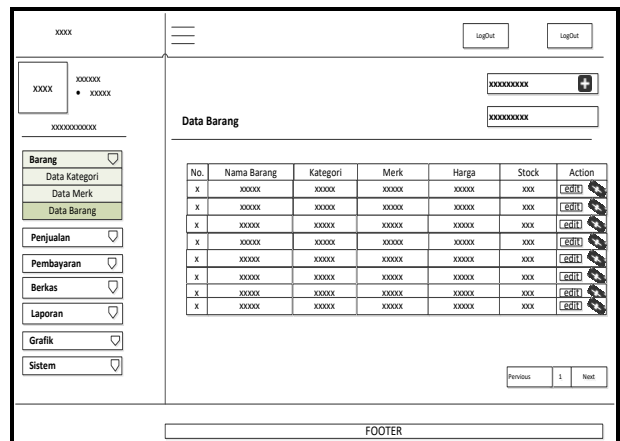 xxxx
LogOut
LogOut
xxxx
xxxxxx
• xxxxx
xxxxxxxxxxx
xxxxxxxxx
Data Barang
xxxxxxxxx
Barang
Data Kategori
Data Merk
Data Barang
Penjualan
Pembayaran
Berkas
Laporan
Grafik
Sistem
No. Nama Barang Kategori Merk Harga Stock Action
x xxxxx xxxxx xxxxx xxxxx xxx edit
x xxxxx xxxxx xxxxx xxxxx xxx edit
x xxxxx xxxxx xxxxx xxxxx xxx edit
x xxxxx xxxxx xxxxx xxxxx xxx edit
x xxxxx xxxxx xxxxx xxxxx xxx edit
x xxxxx xxxxx xxxxx xxxxx xxx edit
x xxxxx xxxxx xxxxx xxxxx xxx edit
x xxxxx xxxxx xxxxx xxxxx xxx edit
Pervious 1 Next
FOOTER